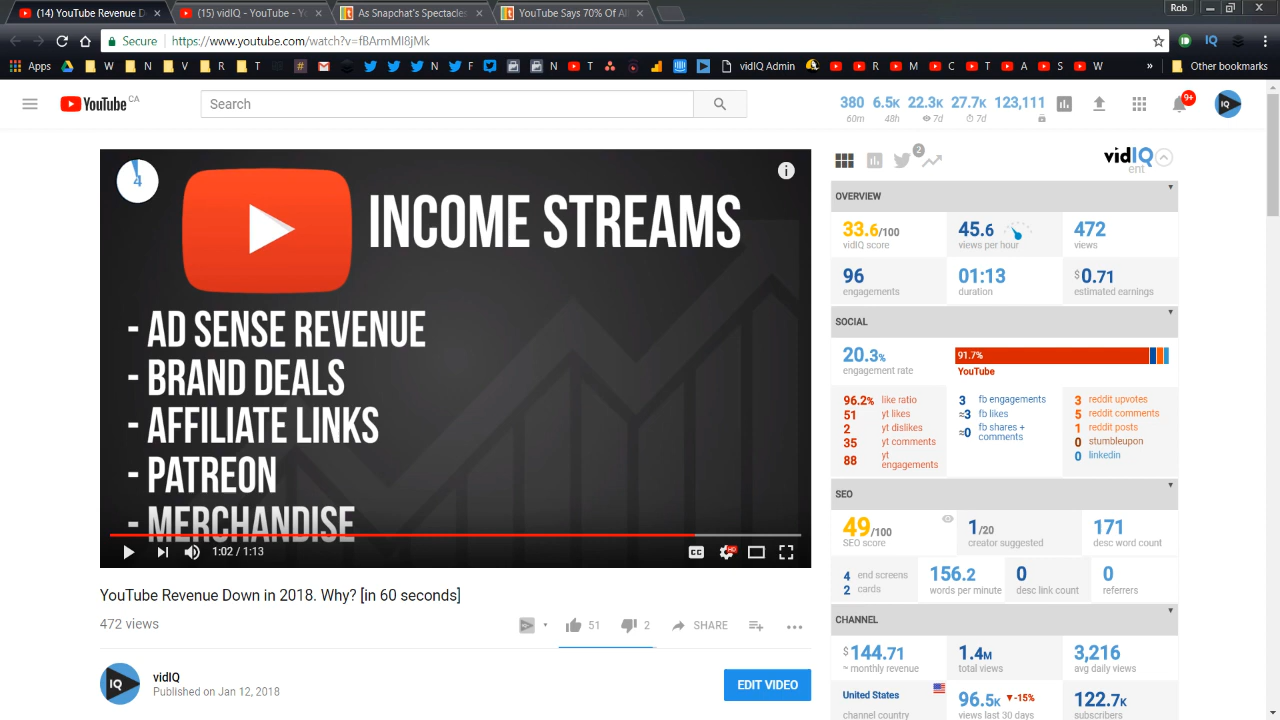 (14) YouTube Revenue D
(15) vidIQ - YouTube - Yo
As Snapchat's Spectacles
YouTube Says 70% Of Al
Rob
Secure
https://www.youtube.com/watch?v=fBArmMl8jMk
IQ
Apps W N V R T N N F N T R M C T A S W
vidIQ Admin
»
Other bookmarks
YouTube CA
Search
380 6.5K 22.3K 27.7K 123,111
60m 48h 7d 7d
9+
IQ
4
i
INCOME STREAMS
- AD SENSE REVENUE
- BRAND DEALS
- AFFILIATE LINKS
- PATREON
- MERCHANDISE
1:02 / 1:13
CC
HD
YouTube Revenue Down in 2018. Why? [in 60 seconds]
472 views
51
2
SHARE
IQ
vidIQ
Published on Jan 12, 2018
EDIT VIDEO
2
vidIQ
ent
OVERVIEW
33.6/100 45.6 472
vidIQ score views per hour views
96 01:13 $0.71
engagements duration estimated earnings
SOCIAL
20.3% 91.7%
engagement rate YouTube
96.2% like ratio
51 yt likes
2 yt dislikes
35 yt comments
88 yt
engagements
3 fb engagements
≈3 fb likes
≈0 fb shares +
comments
3 reddit upvotes
5 reddit comments
1 reddit posts
0 stumbleupon
0 linkedin
SEO
49/100 1/20 171
SEO score creator suggested desc word count
4 end screens
2 cards
156.2 0 0
words per minute desc link count referrers
CHANNEL
$144.71 1.4M 3,216
≈ monthly revenue total views avg daily views
United States 96.5K ▼-15% 122.7K
channel country views last 30 days subscribers